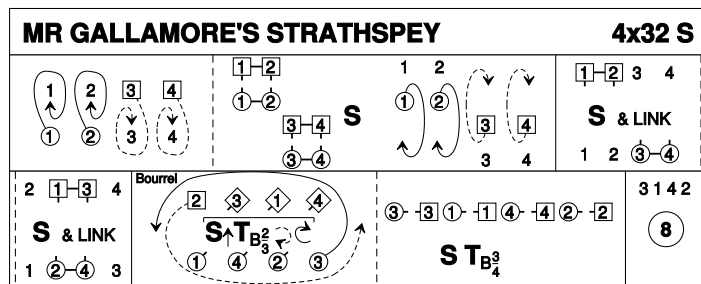 MR GALLAMORE'S STRATHSPEY 4x32 S
1 2 3 4
1 2 3 4
1 2
1 2
3 4
3 4
S
1 2
1 2 3 4
3 4
1 2 3 4
S & LINK
1 2 3 4
2 1 3 4
S & LINK
1 2 4 3
Bourrel
2 3 1 4
S T B 2/3
1 4 2 3
3 3 1 1 4 4 2 2
S T B 3/4
3 1 4 2
8